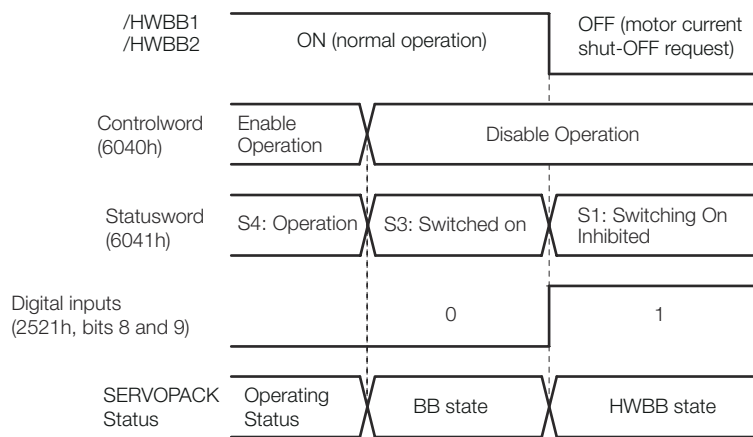 /HWBB1
/HWBB2
ON (normal operation)
OFF (motor current
shut-OFF request)
Controlword
(6040h)
Enable
Operation
Disable Operation
Statusword
(6041h)
S4: Operation
S3: Switched on
S1: Switching On
Inhibited
Digital inputs
(2521h, bits 8 and 9)
0
1
SERVOPACK
Status
Operating
Status
BB state
HWBB state